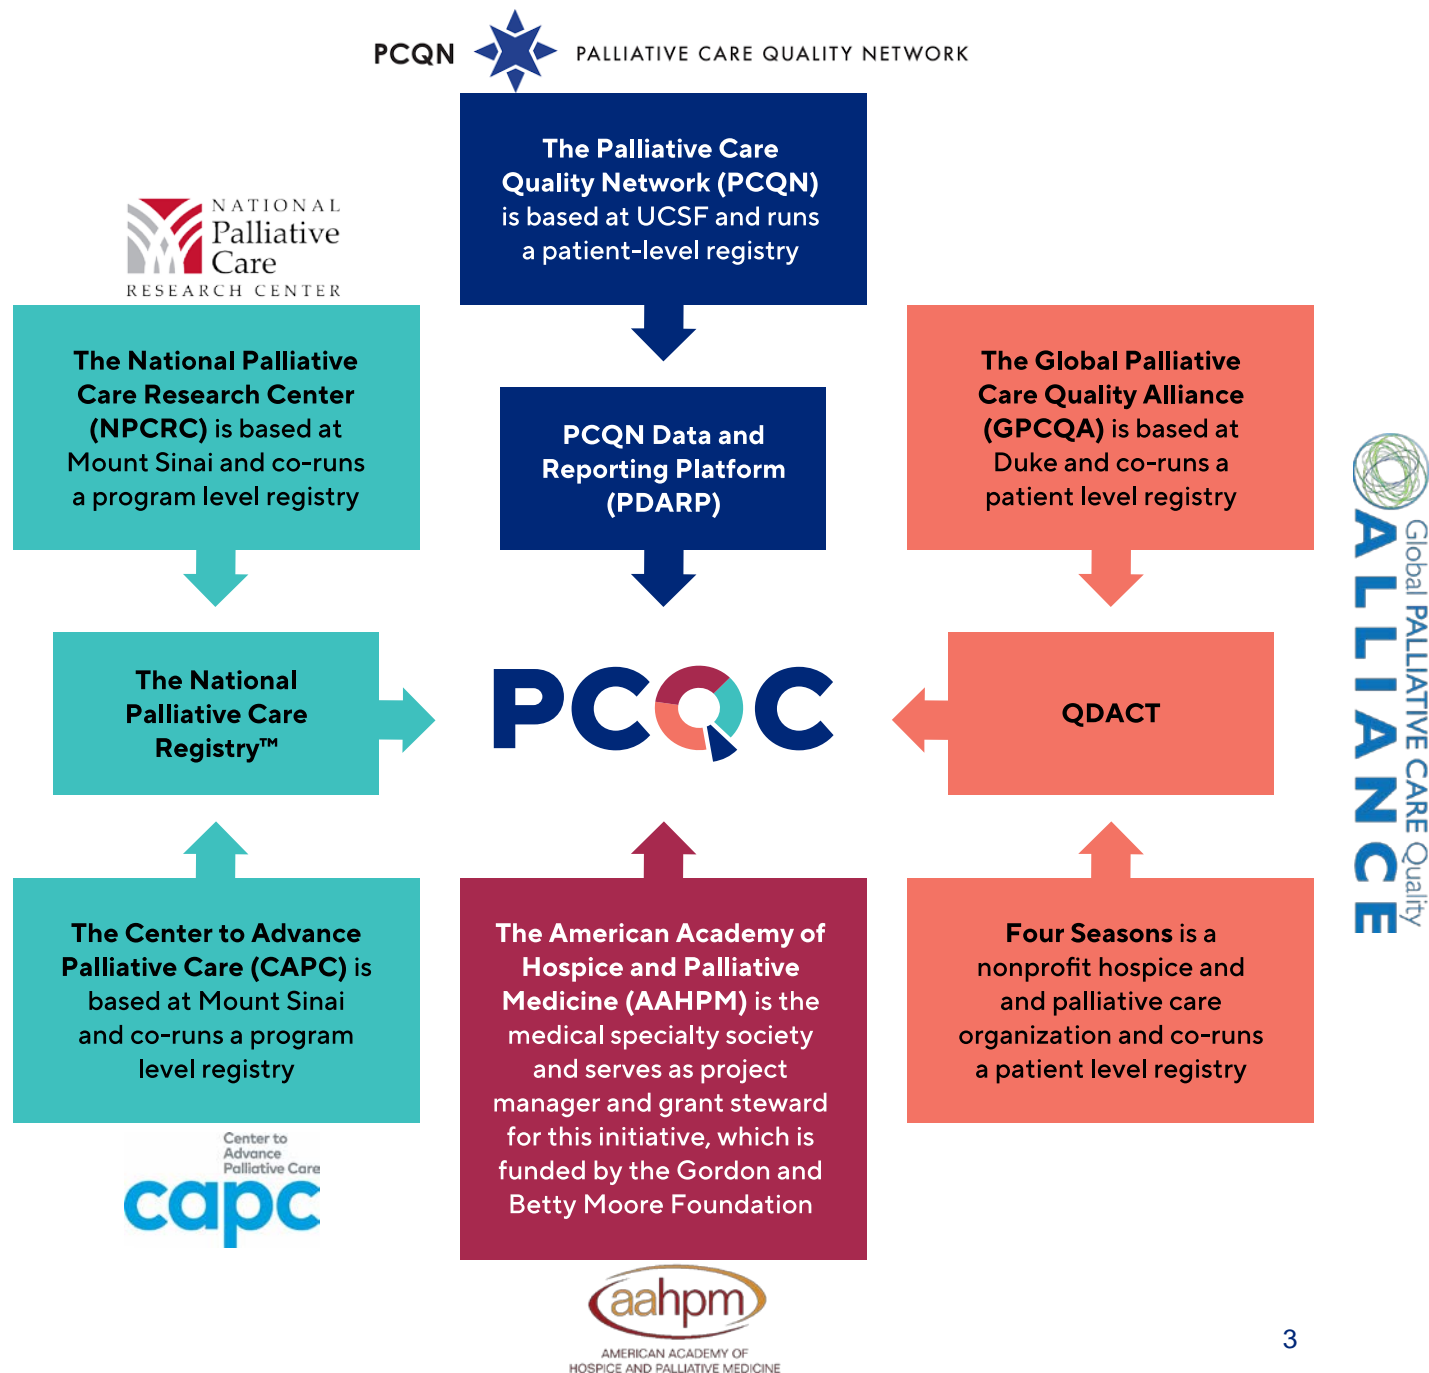 PCQN
PALLIATIVE CARE QUALITY NETWORK
The Palliative Care
Quality Network (PCQN)
is based at UCSF and runs
a patient-level registry
NATIONAL
Palliative
Care
RESEARCH CENTER
The National Palliative
Care Research Center
(NPCRC) is based at
Mount Sinai and co-runs
a program level registry
PCQN Data and
Reporting Platform
(PDARP)
The Global Palliative
Care Quality Alliance
(GPCQA) is based at
Duke and co-runs a
patient level registry
Global PALLIATIVE CARE Quality
ALLIANCE
The National
Palliative Care
Registry™
PCQC
QDACT
The Center to Advance
Palliative Care (CAPC) is
based at Mount Sinai
and co-runs a program
level registry
Center to
Advance
Palliative Care
capc
The American Academy of
Hospice and Palliative
Medicine (AAHPM) is the
medical specialty society
and serves as project
manager and grant steward
for this initiative, which is
funded by the Gordon and
Betty Moore Foundation
aahpm
AMERICAN ACADEMY OF
HOSPICE AND PALLIATIVE MEDICINE
Four Seasons is a
nonprofit hospice and
and palliative care
organization and co-runs
a patient level registry
3